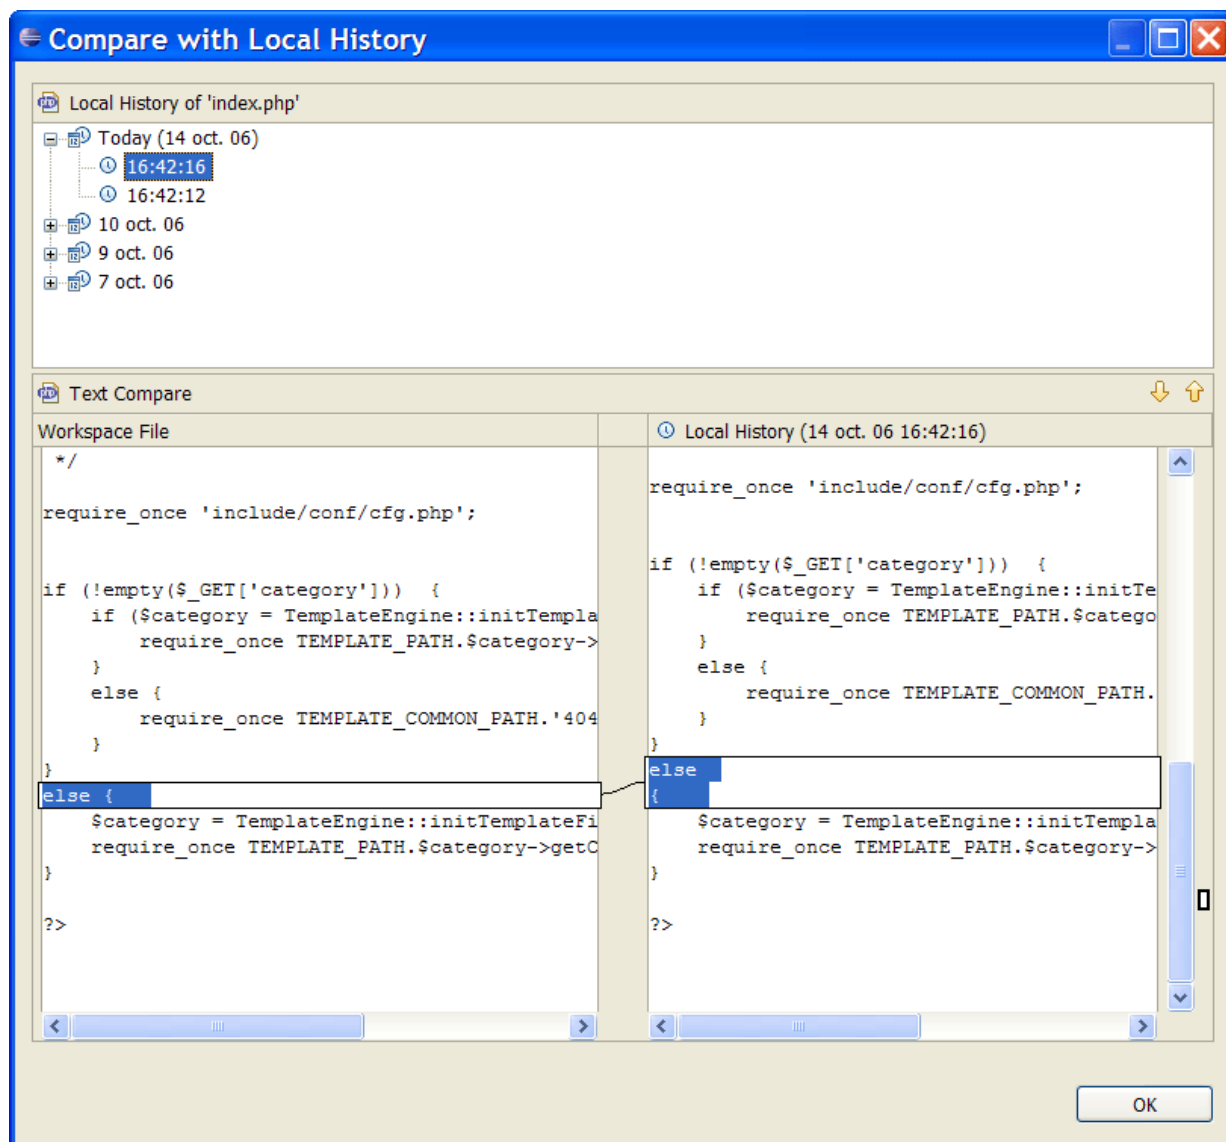 Compare with Local History
Local History of 'index.php'
Today (14 oct. 06)
16:42:16
16:42:12
10 oct. 06
9 oct. 06
7 oct. 06
Text Compare
Workspace File
*/
require_once 'include/conf/cfg.php';
if (!empty($_GET['category']))  {
    if ($category = TemplateEngine::initTempla
        require_once TEMPLATE_PATH.$category->
    }
    else {
        require_once TEMPLATE_COMMON_PATH.'404
    }
}
else {
    $category = TemplateEngine::initTemplateFi
    require_once TEMPLATE_PATH.$category->getC
}
?>
Local History (14 oct. 06 16:42:16)
require_once 'include/conf/cfg.php';
if (!empty($_GET['category']))  {
    if ($category = TemplateEngine::initTe
        require_once TEMPLATE_PATH.$catego
    }
    else {
        require_once TEMPLATE_COMMON_PATH.
    }
}
else
{
    $category = TemplateEngine::initTempla
    require_once TEMPLATE_PATH.$category->
}
?>
OK